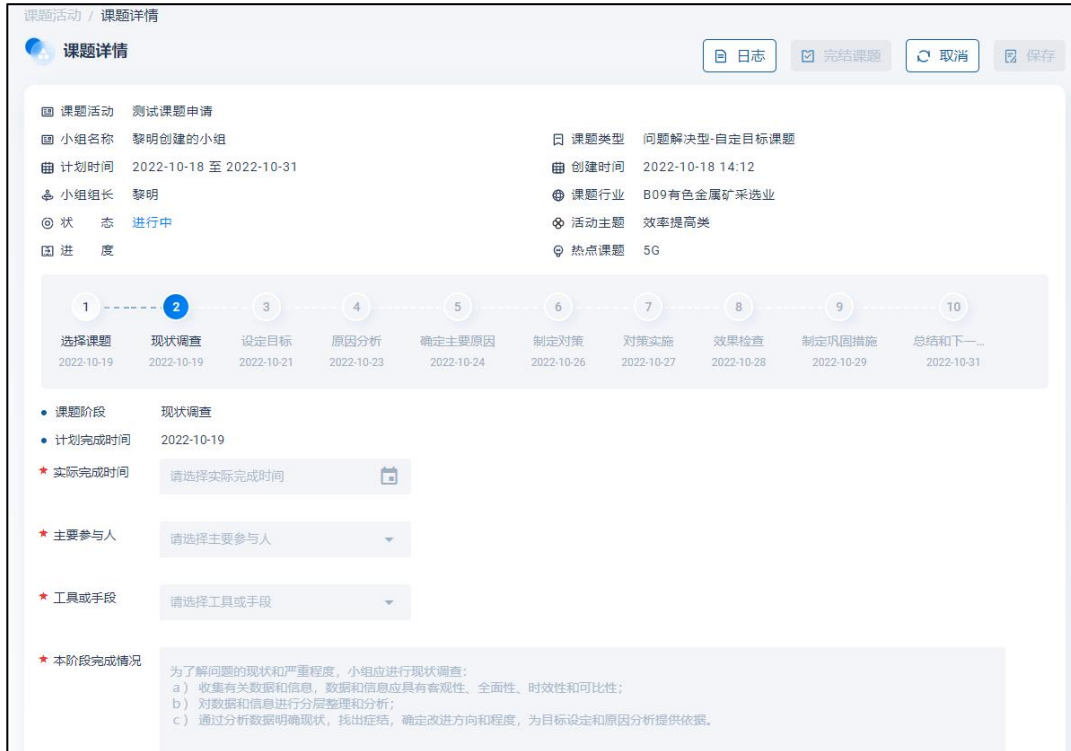 课题活动 / 课题详情
课题详情
日志 完结课题 取消 保存
课题活动 测试课题申请
小组名称 黎明创建的小组 课题类型 问题解决型-自定目标课题
计划时间 2022-10-18 至 2022-10-31 创建时间 2022-10-18 14:12
小组组长 黎明 课题行业 B09有色金属矿采选业
状 态 进行中 活动主题 效率提高类
进 度 热点课题 5G
1 2 3 4 5 6 7 8 9 10
选择课题 现状调查 设定目标 原因分析 确定主要原因 制定对策 对策实施 效果检查 制定巩固措施 总结和下一...
2022-10-19 2022-10-19 2022-10-21 2022-10-23 2022-10-24 2022-10-26 2022-10-27 2022-10-28 2022-10-29 2022-10-31
• 课题阶段 现状调查
• 计划完成时间 2022-10-19
★ 实际完成时间 请选择实际完成时间
★ 主要参与人 请选择主要参与人
★ 工具或手段 请选择工具或手段
★ 本阶段完成情况 为了解问题的现状和严重程度，小组应进行现状调查：
a ）收集有关数据和信息，数据和信息应具有客观性、全面性、时效性和可比性；
b ）对数据和信息进行分层整理和分析；
c ）通过分析数据明确现状，找出症结，确定改进方向和程度，为目标设定和原因分析提供依据。